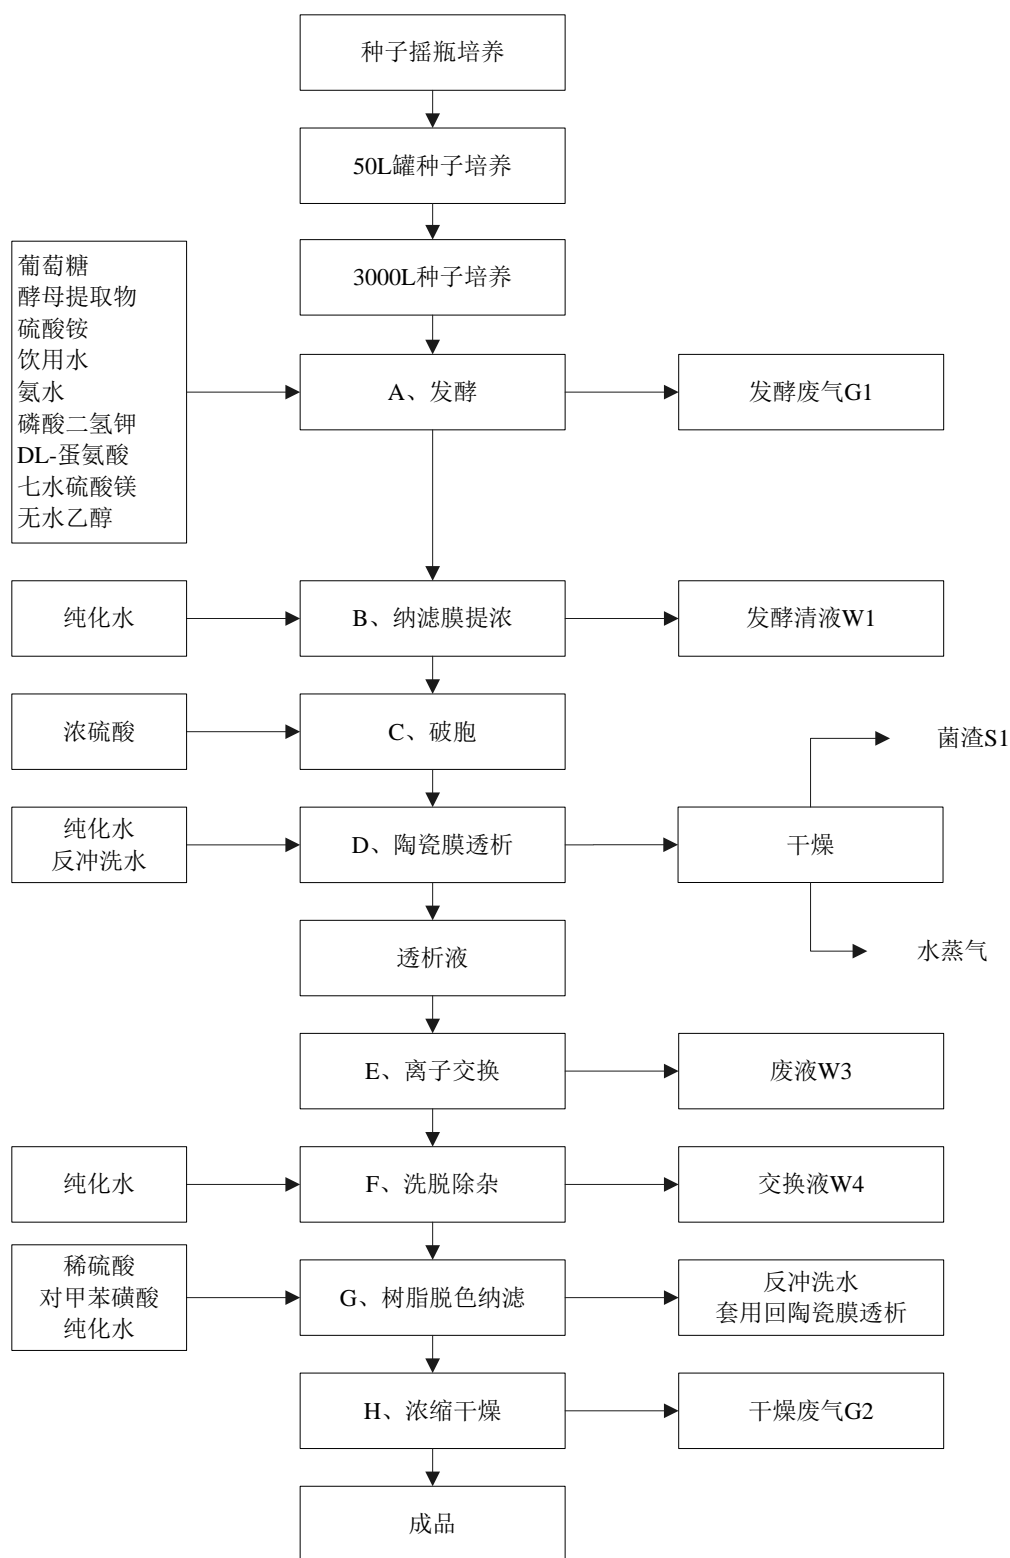 种子摇瓶培养
50L罐种子培养
3000L种子培养
葡萄糖
酵母提取物
硫酸铵
饮用水
氨水
磷酸二氢钾
DL-蛋氨酸
七水硫酸镁
无水乙醇
A、发酵
发酵废气G1
纯化水
B、纳滤膜提浓
发酵清液W1
浓硫酸
C、破胞
菌渣S1
纯化水
反冲洗水
D、陶瓷膜透析
干燥
水蒸气
透析液
E、离子交换
废液W3
纯化水
F、洗脱除杂
交换液W4
稀硫酸
对甲苯磺酸
纯化水
G、树脂脱色纳滤
反冲洗水
套用回陶瓷膜透析
H、浓缩干燥
干燥废气G2
成品